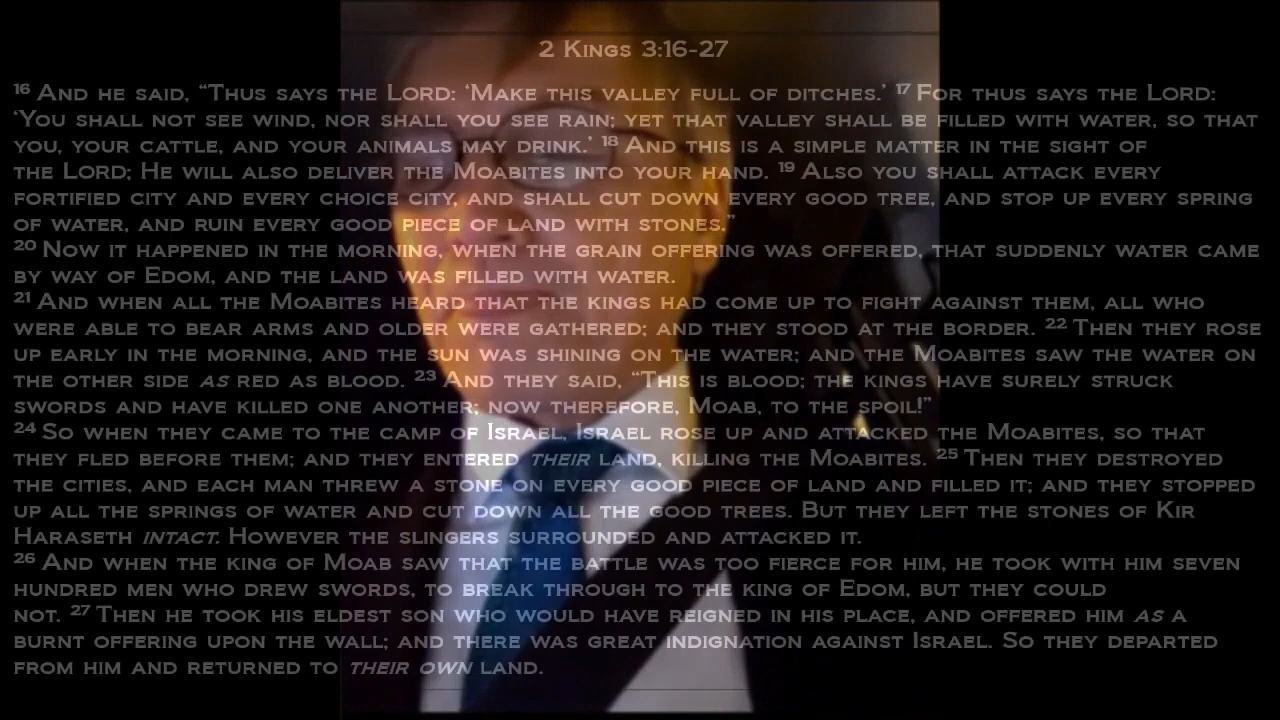 2 Kings 3:16-27
16 And he said, “Thus says the Lord: ‘Make this valley full of ditches.’ 17 For thus says the Lord:
‘You shall not see wind, nor shall you see rain; yet that valley shall be filled with water, so that
you, your cattle, and your animals may drink.’ 18 And this is a simple matter in the sight of
the Lord; He will also deliver the Moabites into your hand. 19 Also you shall attack every
fortified city and every choice city, and shall cut down every good tree, and stop up every spring
of water, and ruin every good piece of land with stones.”
20 Now it happened in the morning, when the grain offering was offered, that suddenly water came
by way of Edom, and the land was filled with water.
21 And when all the Moabites heard that the kings had come up to fight against them, all who
were able to bear arms and older were gathered; and they stood at the border. 22 Then they rose
up early in the morning, and the sun was shining on the water; and the Moabites saw the water on
the other side as red as blood. 23 And they said, “This is blood; the kings have surely struck
swords and have killed one another; now therefore, Moab, to the spoil!”
24 So when they came to the camp of Israel, Israel rose up and attacked the Moabites, so that
they fled before them; and they entered their land, killing the Moabites. 25 Then they destroyed
the cities, and each man threw a stone on every good piece of land and filled it; and they stopped
up all the springs of water and cut down all the good trees. But they left the stones of Kir
Haraseth intact. However the slingers surrounded and attacked it.
26 And when the king of Moab saw that the battle was too fierce for him, he took with him seven
hundred men who drew swords, to break through to the king of Edom, but they could
not. 27 Then he took his eldest son who would have reigned in his place, and offered him as a
burnt offering upon the wall; and there was great indignation against Israel. So they departed
from him and returned to their own land.